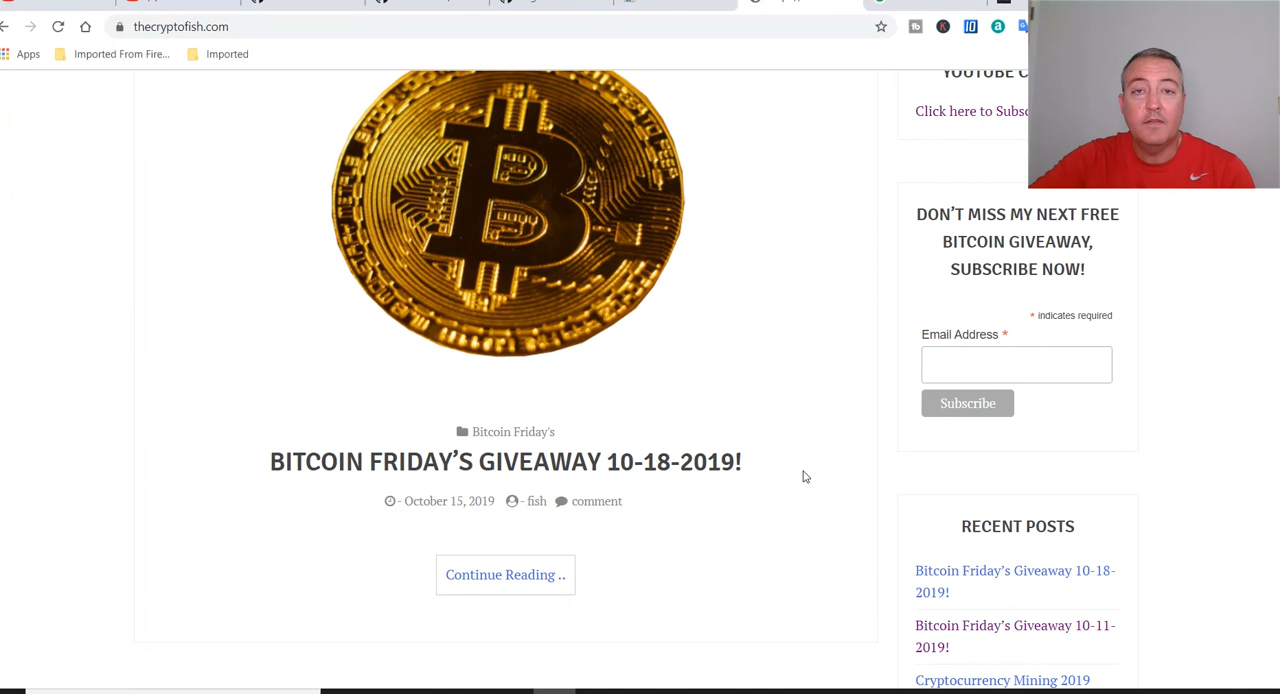 thecryptofish.com
Apps
Imported From Fire...
Imported
YOUTUBE C
Click here to Subsc
DON'T MISS MY NEXT FREE
BITCOIN GIVEAWAY,
SUBSCRIBE NOW!
* indicates required
Email Address *
Subscribe
Bitcoin Friday's
BITCOIN FRIDAY'S GIVEAWAY 10-18-2019!
- October 15, 2019 - fish comment
Continue Reading ..
RECENT POSTS
Bitcoin Friday's Giveaway 10-18-
2019!
Bitcoin Friday's Giveaway 10-11-
2019!
Cryptocurrency Mining 2019